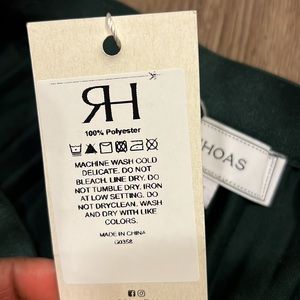 RH
100% Polyester
MACHINE WASH COLD
DELICATE. DO NOT
BLEACH. LINE DRY. DO
NOT TUMBLE DRY. IRON
AT LOW SETTING. DO
NOT DRYCLEAN. WASH
AND DRY WITH LIKE
COLORS.
MADE IN CHINA
G0358
HOAS